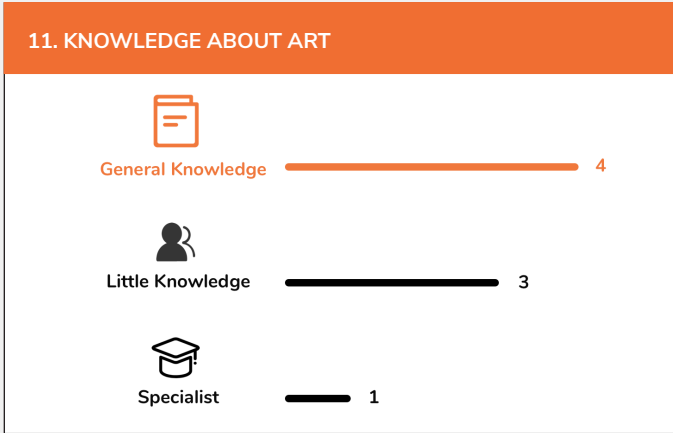 11. KNOWLEDGE ABOUT ART
General Knowledge 4
Little Knowledge 3
Specialist 1